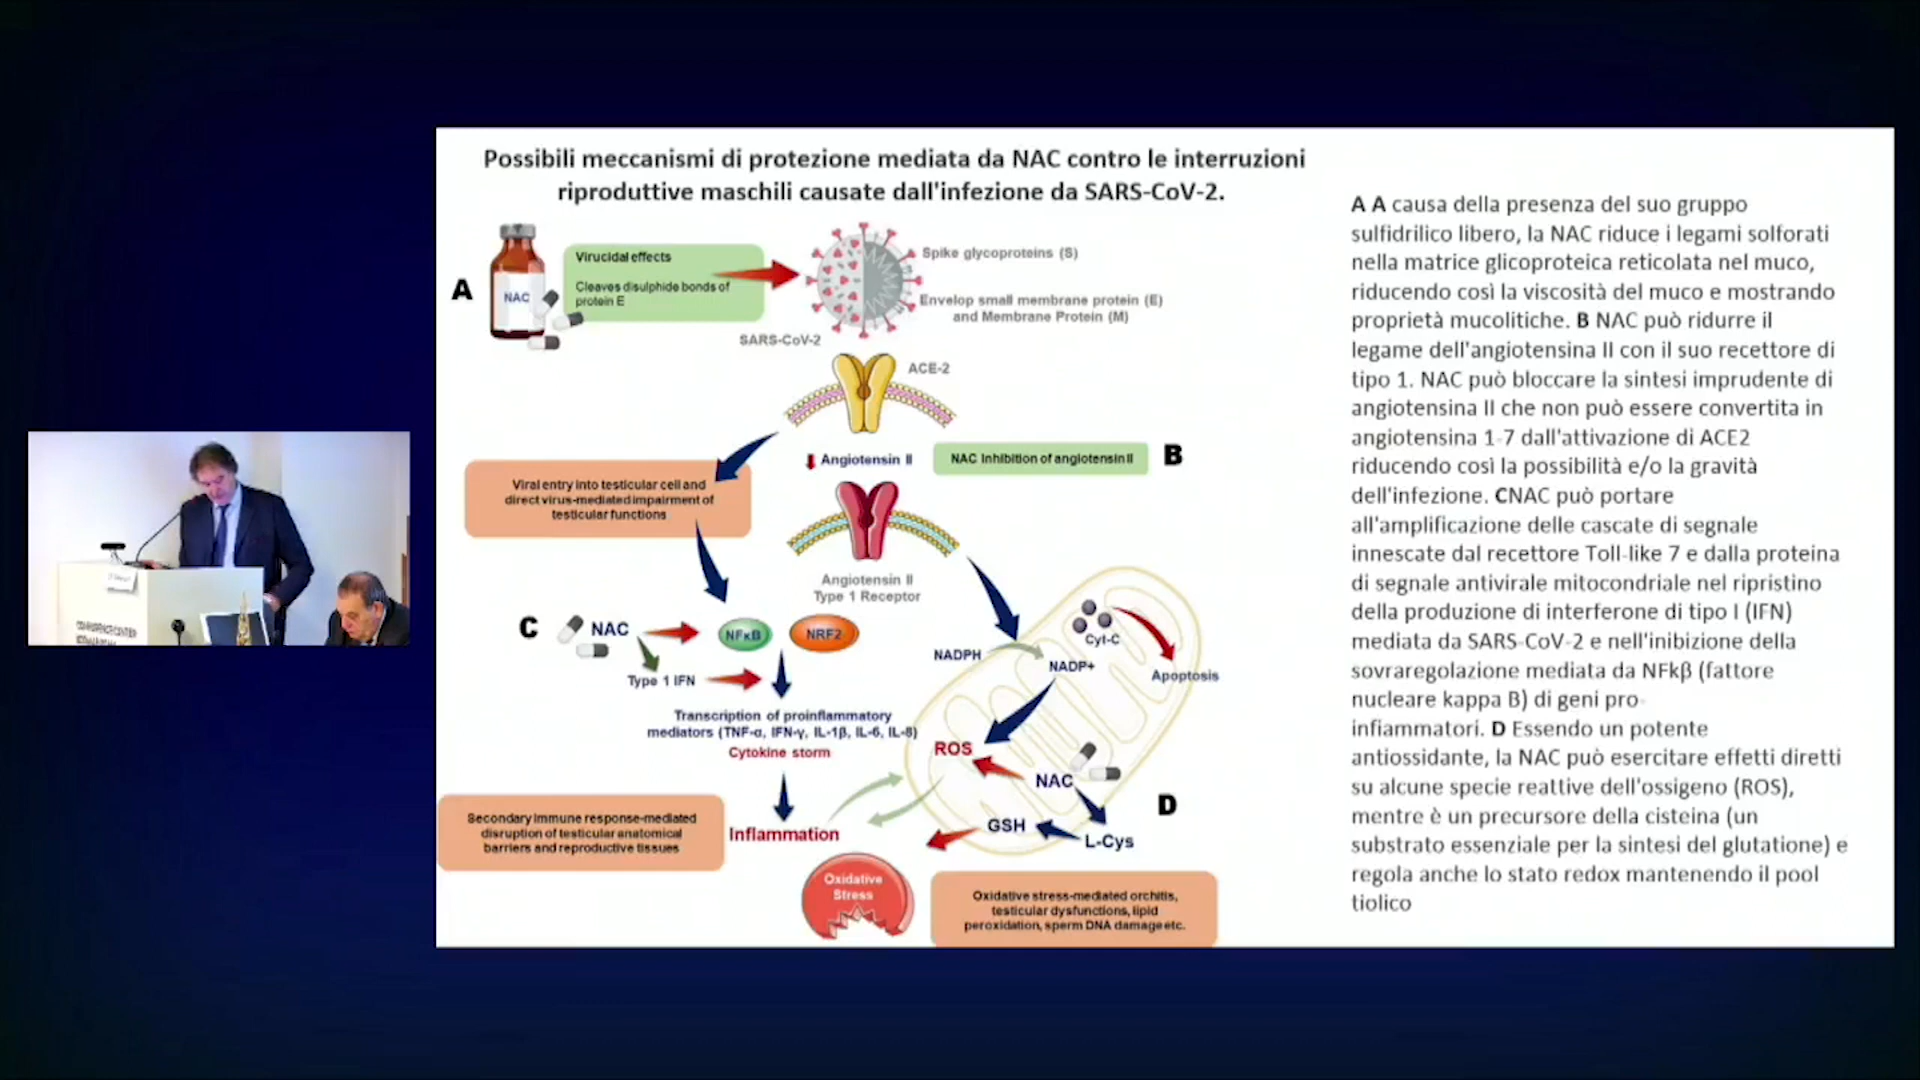 Possibili meccanismi di protezione mediata da NAC contro le interruzioni
riproduttive maschili causate dall'infezione da SARS-CoV-2.
A
NAC
Virucidal effects
Cleaves disulphide bonds of
protein E
Spike glycoproteins (S)
Envelop small membrane protein (E)
and Membrane Protein (M)
SARS-CoV-2
ACE-2
Angiotensin II
NAC Inhibition of angiotensin II
B
Viral entry into testicular cell and
direct virus-mediated impairment of
testicular functions
Angiotensin II
Type 1 Receptor
C
NAC
NFκB
NRF2
Type 1 IFN
Transcription of proinflammatory
mediators (TNF-α, IFN-γ, IL-1β, IL-6, IL-8)
Cytokine storm
NADPH
NADP+
Cyt-C
Apoptosis
ROS
NAC
D
GSH
L-Cys
Secondary immune response-mediated
disruption of testicular anatomical
barriers and reproductive tissues
Inflammation
Oxidative
Stress
Oxidative stress-mediated orchitis,
testicular dysfunctions, lipid
peroxidation, sperm DNA damage etc.
A A causa della presenza del suo gruppo
sulfidrilico libero, la NAC riduce i legami solforati
nella matrice glicoproteica reticolata nel muco,
riducendo così la viscosità del muco e mostrando
proprietà mucolitiche. B NAC può ridurre il
legame dell'angiotensina II con il suo recettore di
tipo 1. NAC può bloccare la sintesi imprudente di
angiotensina II che non può essere convertita in
angiotensina 1-7 dall'attivazione di ACE2
riducendo così la possibilità e/o la gravità
dell'infezione. CNAC può portare
all'amplificazione delle cascate di segnale
innescate dal recettore Toll-like 7 e dalla proteina
di segnale antivirale mitocondriale nel ripristino
della produzione di interferone di tipo I (IFN)
mediata da SARS-CoV-2 e nell'inibizione della
sovraregolazione mediata da NFkβ (fattore
nucleare kappa B) di geni pro-
infiammatori. D Essendo un potente
antiossidante, la NAC può esercitare effetti diretti
su alcune specie reattive dell'ossigeno (ROS),
mentre è un precursore della cisteina (un
substrato essenziale per la sintesi del glutatione) e
regola anche lo stato redox mantenendo il pool
tiolico